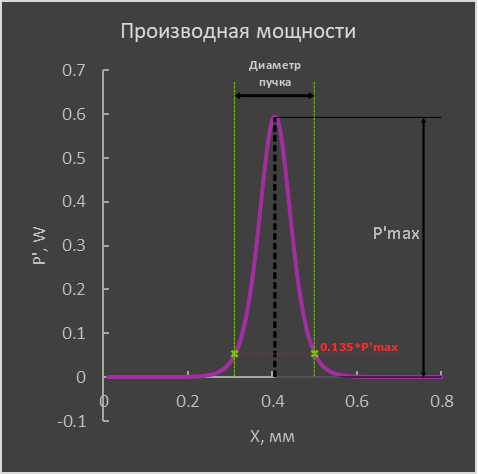 Производная мощности
Диаметр
пучка
0.7
0.6
0.5
0.4
0.3
0.2
0.1
0
-0.1
P', W
P'max
0.135*P'max
0
0.2
0.4
0.6
0.8
X, мм